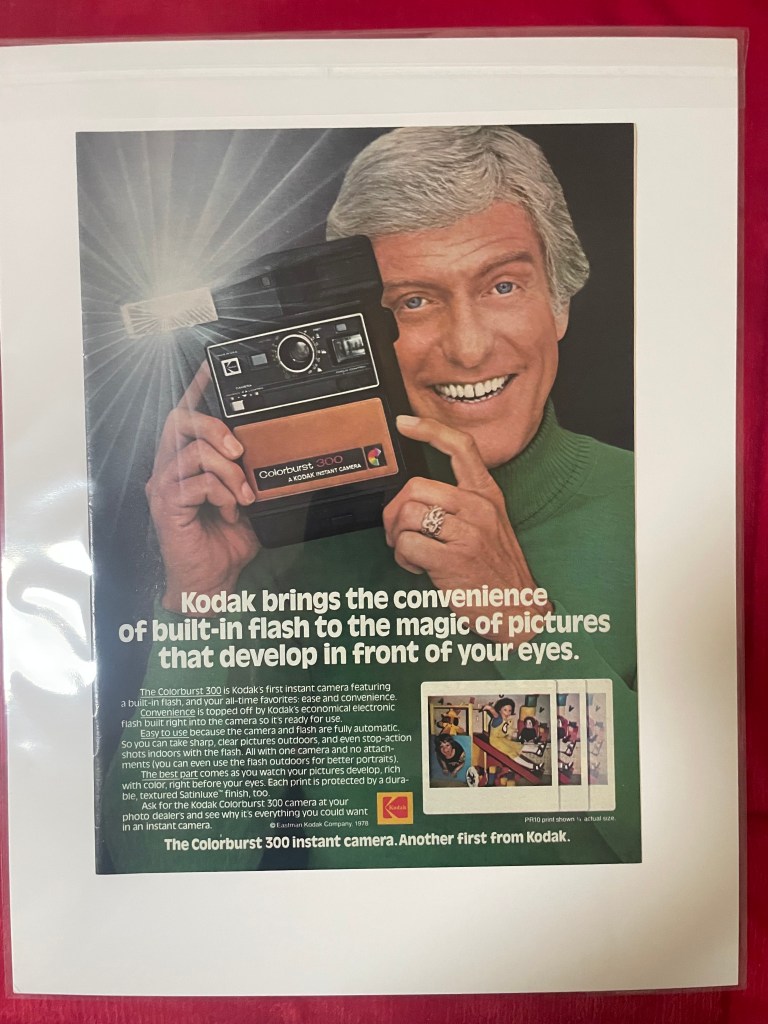 Colorburst 300
A KODAK INSTANT CAMERA
Kodak brings the convenience
of built-in flash to the magic of pictures
that develop in front of your eyes.
The Colorburst 300 is Kodak's first instant camera featuring
a built-in flash, and your all-time favorites: ease and convenience.
Convenience is topped off by Kodak's economical electronic
flash built right into the camera so it's ready for use.
Easy to use because the camera and flash are fully automatic.
So you can take sharp, clear pictures outdoors, and even stop-action
shots indoors with the flash. All with one camera and no attach-
ments (you can even use the flash outdoors for better portraits).
The best part comes as you watch your pictures develop, rich
with color, right before your eyes. Each print is protected by a dura-
ble, textured Satinluxe™ finish, too.
Ask for the Kodak Colorburst 300 camera at your
photo dealers and see why it's everything you could want
in an instant camera.
© Eastman Kodak Company, 1978
Kodak
PR10 print shown actual size.
The Colorburst 300 instant camera. Another first from Kodak.